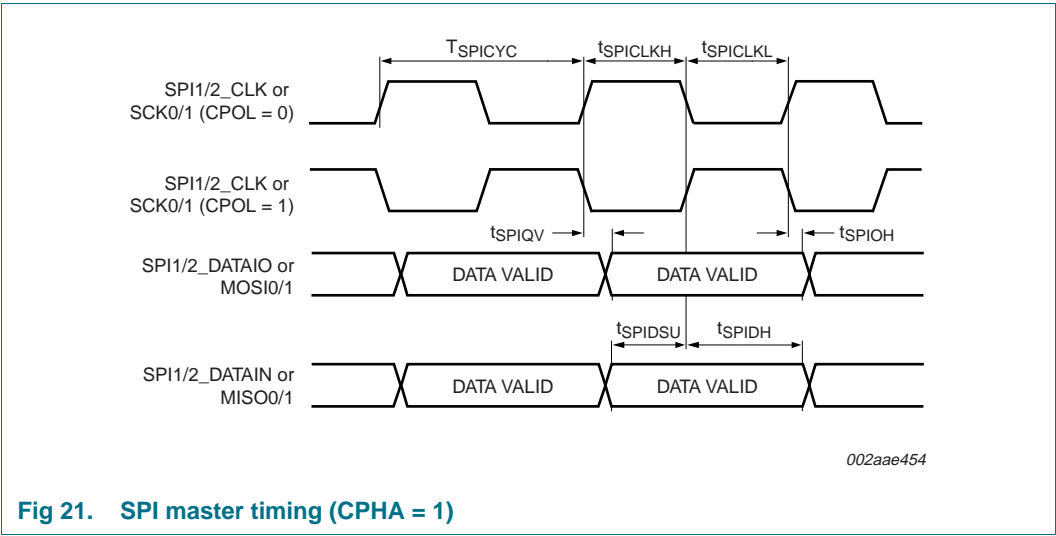 TSPICYC tSPICLKH tSPICLKL
SPI1/2_CLK or
SCK0/1 (CPOL = 0)
SPI1/2_CLK or
SCK0/1 (CPOL = 1)
tSPIQV tSPIOH
SPI1/2_DATAIO or
MOSI0/1
DATA VALID DATA VALID
tSPIDSU tSPIDH
SPI1/2_DATAIN or
MISO0/1
DATA VALID DATA VALID
002aae454
Fig 21. SPI master timing (CPHA = 1)